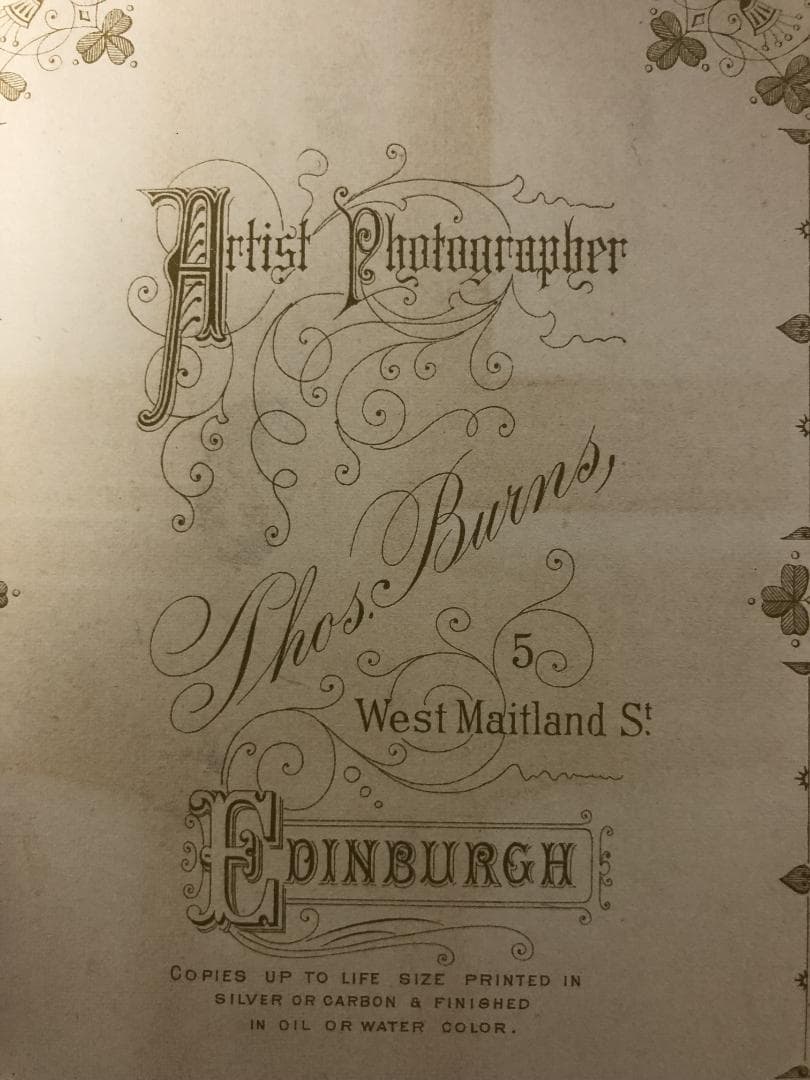 Artist Photographer
Thos. Burns,
5
West Maitland St.
EDINBURGH
COPIES UP TO LIFE SIZE PRINTED IN
SILVER OR CARBON & FINISHED
IN OIL OR WATER COLOR.